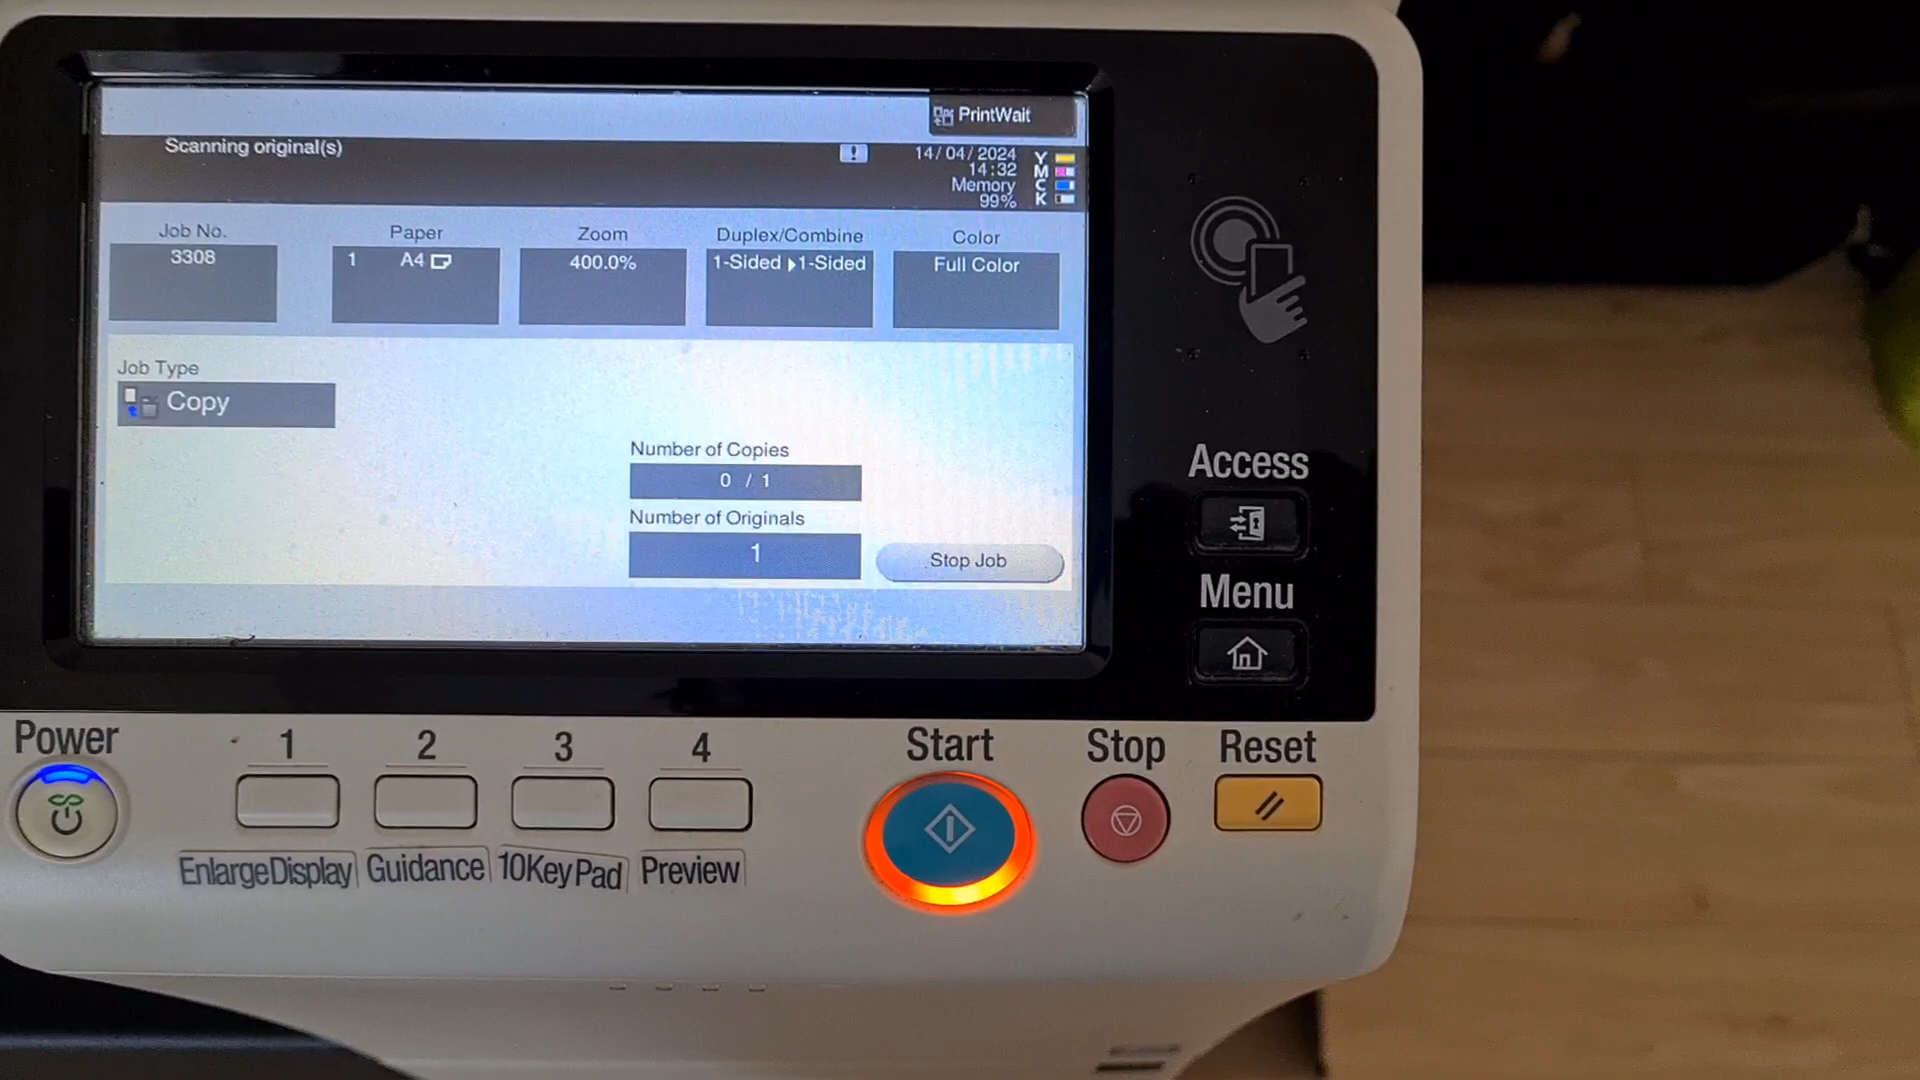 PrintWait
Scanning original(s)
!
14/04/2024
14:32
Memory
99%
Y
M
C
K
Job No.
3308
Paper
1 A4
Zoom
400.0%
Duplex/Combine
1-Sided 1-Sided
Color
Full Color
Job Type
Copy
Number of Copies
0 / 1
Number of Originals
1
Stop Job
Access
Menu
Power
1
2
3
4
Start
Stop
Reset
EnlargeDisplay
Guidance
10KeyPad
Preview